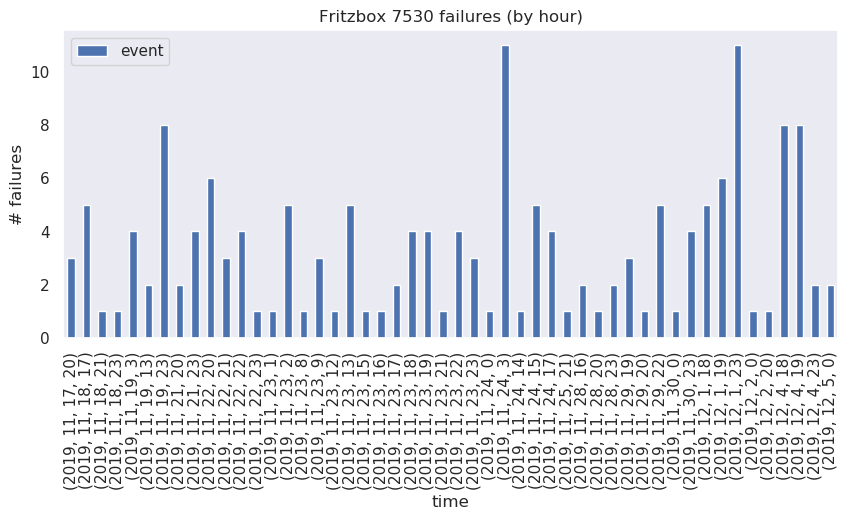 Fritzbox 7530 failures (by hour)
event
# failures
10
8
6
4
2
0
(2019, 11, 17, 20)
(2019, 11, 18, 17)
(2019, 11, 18, 21)
(2019, 11, 18, 23)
(2019, 11, 19, 3)
(2019, 11, 19, 13)
(2019, 11, 19, 23)
(2019, 11, 21, 20)
(2019, 11, 21, 23)
(2019, 11, 22, 20)
(2019, 11, 22, 21)
(2019, 11, 22, 22)
(2019, 11, 22, 23)
(2019, 11, 23, 1)
(2019, 11, 23, 2)
(2019, 11, 23, 8)
(2019, 11, 23, 9)
(2019, 11, 23, 12)
(2019, 11, 23, 13)
(2019, 11, 23, 15)
(2019, 11, 23, 16)
(2019, 11, 23, 17)
(2019, 11, 23, 18)
(2019, 11, 23, 19)
(2019, 11, 23, 21)
(2019, 11, 23, 22)
(2019, 11, 23, 23)
(2019, 11, 24, 0)
(2019, 11, 24, 3)
(2019, 11, 24, 14)
(2019, 11, 24, 15)
(2019, 11, 24, 17)
(2019, 11, 25, 21)
(2019, 11, 28, 16)
(2019, 11, 28, 20)
(2019, 11, 28, 23)
(2019, 11, 29, 19)
(2019, 11, 29, 20)
(2019, 11, 29, 22)
(2019, 11, 30, 0)
(2019, 11, 30, 23)
(2019, 12, 1, 18)
(2019, 12, 1, 19)
(2019, 12, 1, 23)
(2019, 12, 2, 0)
(2019, 12, 2, 20)
(2019, 12, 4, 18)
(2019, 12, 4, 19)
(2019, 12, 4, 23)
(2019, 12, 5, 0)
time